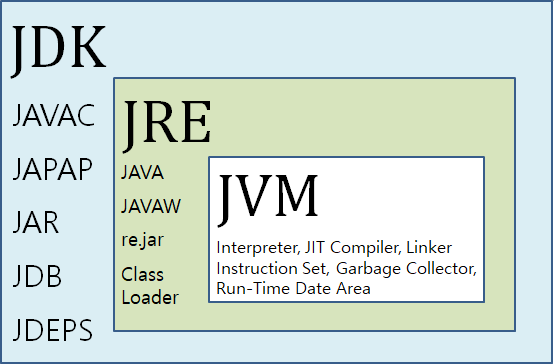 JDK
JAVAC
JAPAP
JAR
JDB
JDEPS
JRE
JAVA
JAVAW
re.jar
Class
Loader
JVM
Interpreter, JIT Compiler, Linker
Instruction Set, Garbage Collector,
Run-Time Date Area